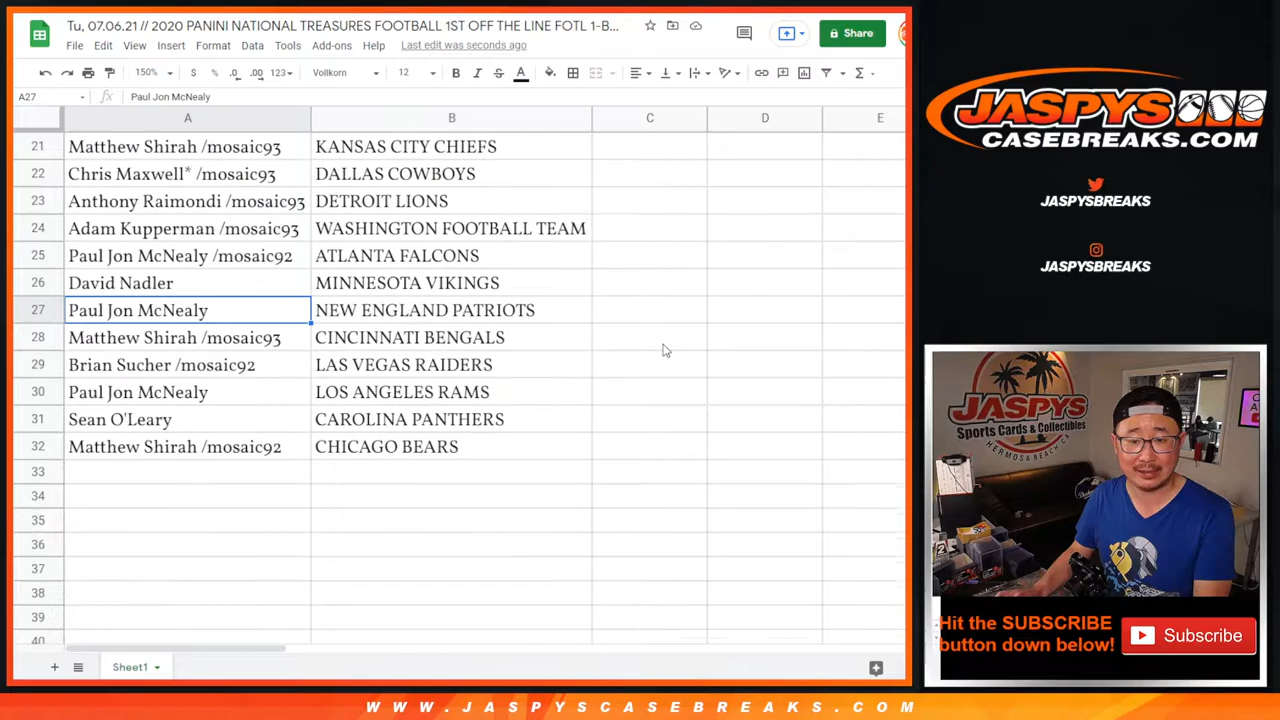 Tu, 07.06.21 // 2020 PANINI NATIONAL TREASURES FOOTBALL 1ST OFF THE LINE FOTL 1-B...
File Edit View Insert Format Data Tools Add-ons Help Last edit was seconds ago
Share
150% $ % .0 .00 123 Vollkorn 12 B I S A
A27 fx Paul Jon McNealy
A B C D E
21 Matthew Shirah /mosaic93 KANSAS CITY CHIEFS
22 Chris Maxwell* /mosaic93 DALLAS COWBOYS
23 Anthony Raimondi /mosaic93 DETROIT LIONS
24 Adam Kupperman /mosaic93 WASHINGTON FOOTBALL TEAM
25 Paul Jon McNealy /mosaic92 ATLANTA FALCONS
26 David Nadler MINNESOTA VIKINGS
27 Paul Jon McNealy NEW ENGLAND PATRIOTS
28 Matthew Shirah /mosaic93 CINCINNATI BENGALS
29 Brian Sucher /mosaic92 LAS VEGAS RAIDERS
30 Paul Jon McNealy LOS ANGELES RAMS
31 Sean O'Leary CAROLINA PANTHERS
32 Matthew Shirah /mosaic92 CHICAGO BEARS
33
34
35
36
37
38
39
40
Sheet1
JASPYS
CASEBREAKS.COM
JASPYSBREAKS
JASPYSBREAKS
JASPYS
Sports Cards & Collectibles
HERMOSA BEACH CA
Hit the SUBSCRIBE
button down below!
Subscribe
WWW.JASPYSCASEBREAKS.COM